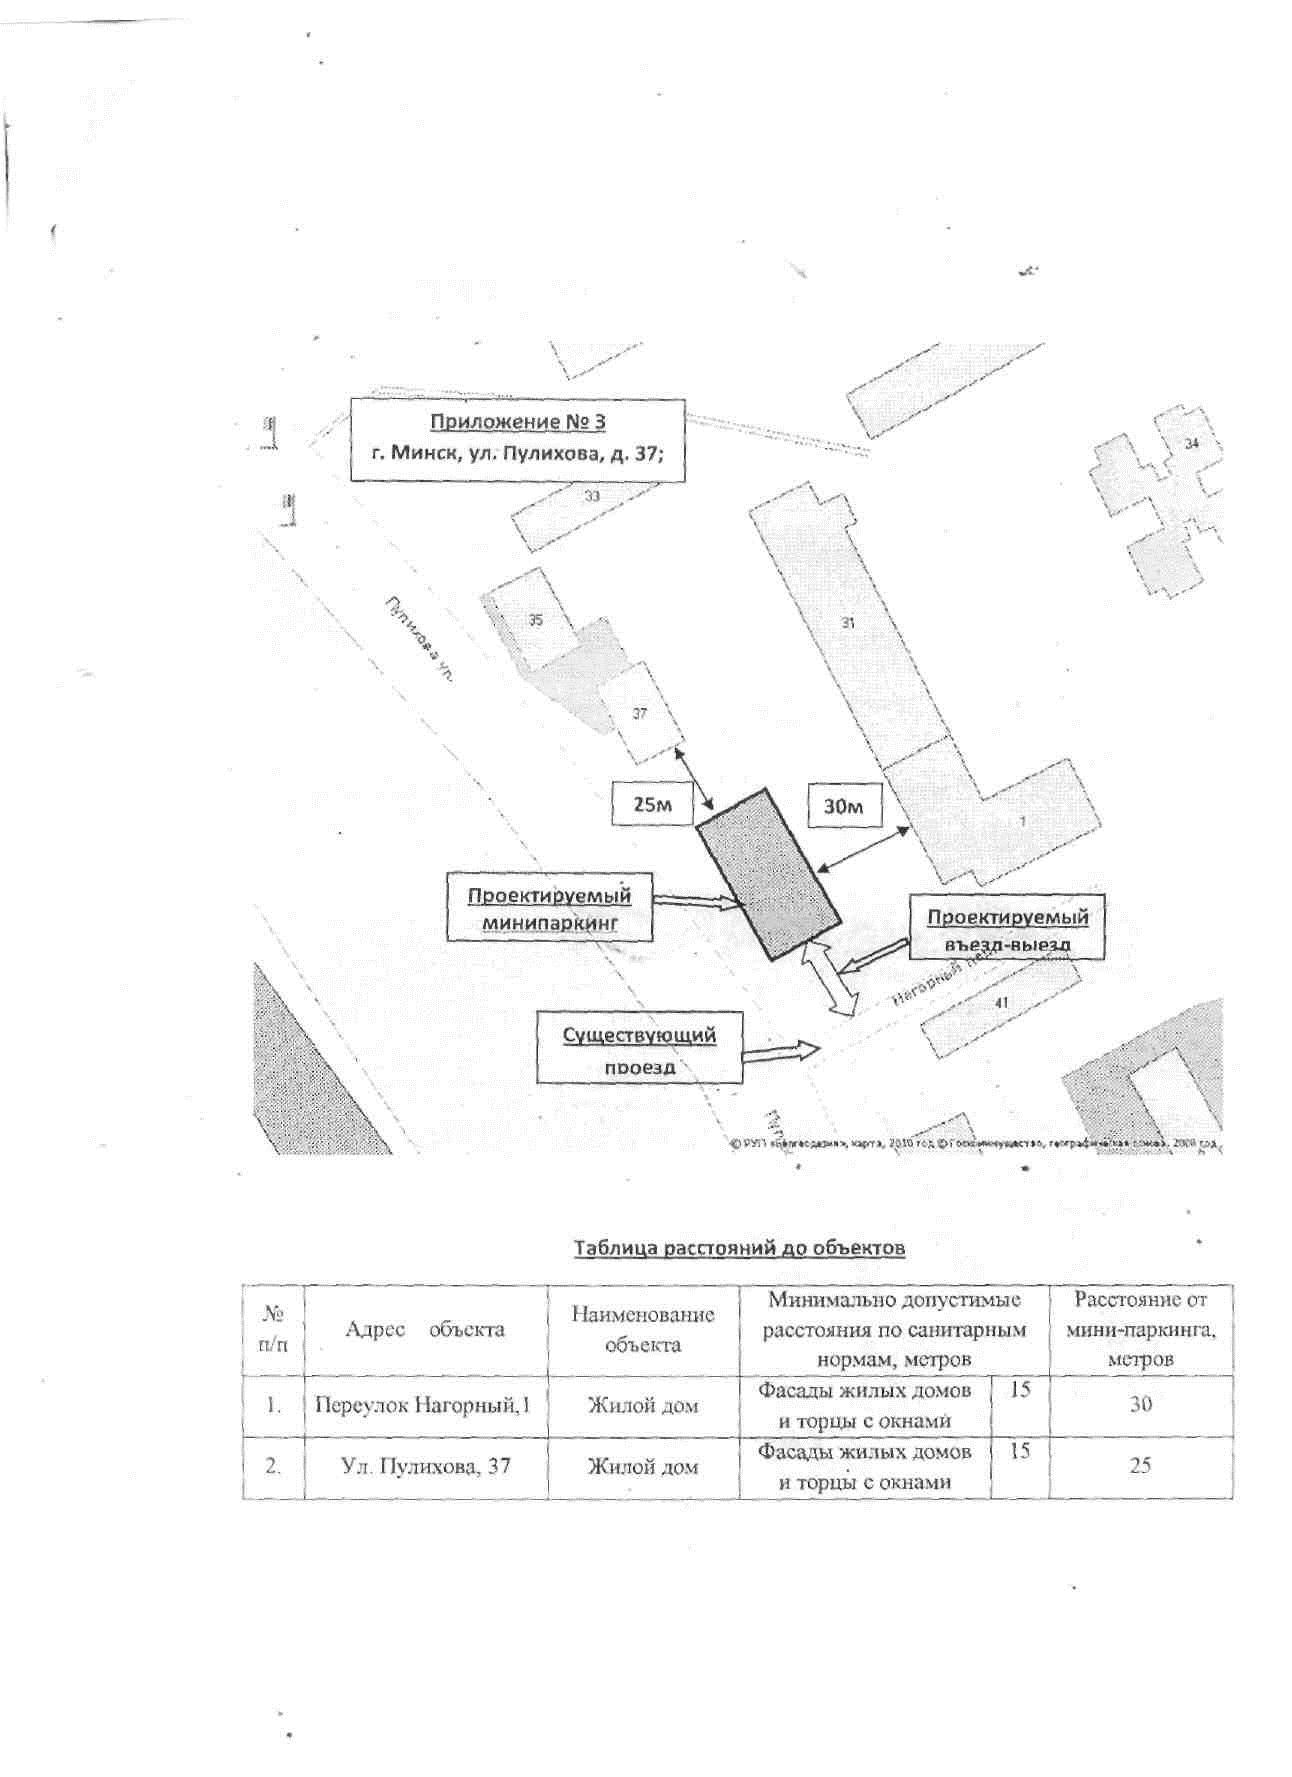 Приложение № 3
г. Минск, ул. Пулихова, д. 37;
34
33
35
Пулихова ул.
31
37
25м
30м
1
Проектируемый
минипаркинг
Проектируемый
въезд-выезд
Нагорный пер
41
Существующий
проезд
© РУП «Белгеодезия», карта, 2010 год © Госкомимущество, географическая основа, 2008 год
Таблица расстояний до объектов
№ п/п
Адрес объекта
Наименование объекта
Минимально допустимые расстояния по санитарным нормам, метров
Расстояние от мини-паркинга, метров
1.
Переулок Нагорный,1
Жилой дом
Фасады жилых домов и торцы с окнами
15
30
2.
Ул. Пулихова, 37
Жилой дом
Фасады жилых домов и торцы с окнами
15
25